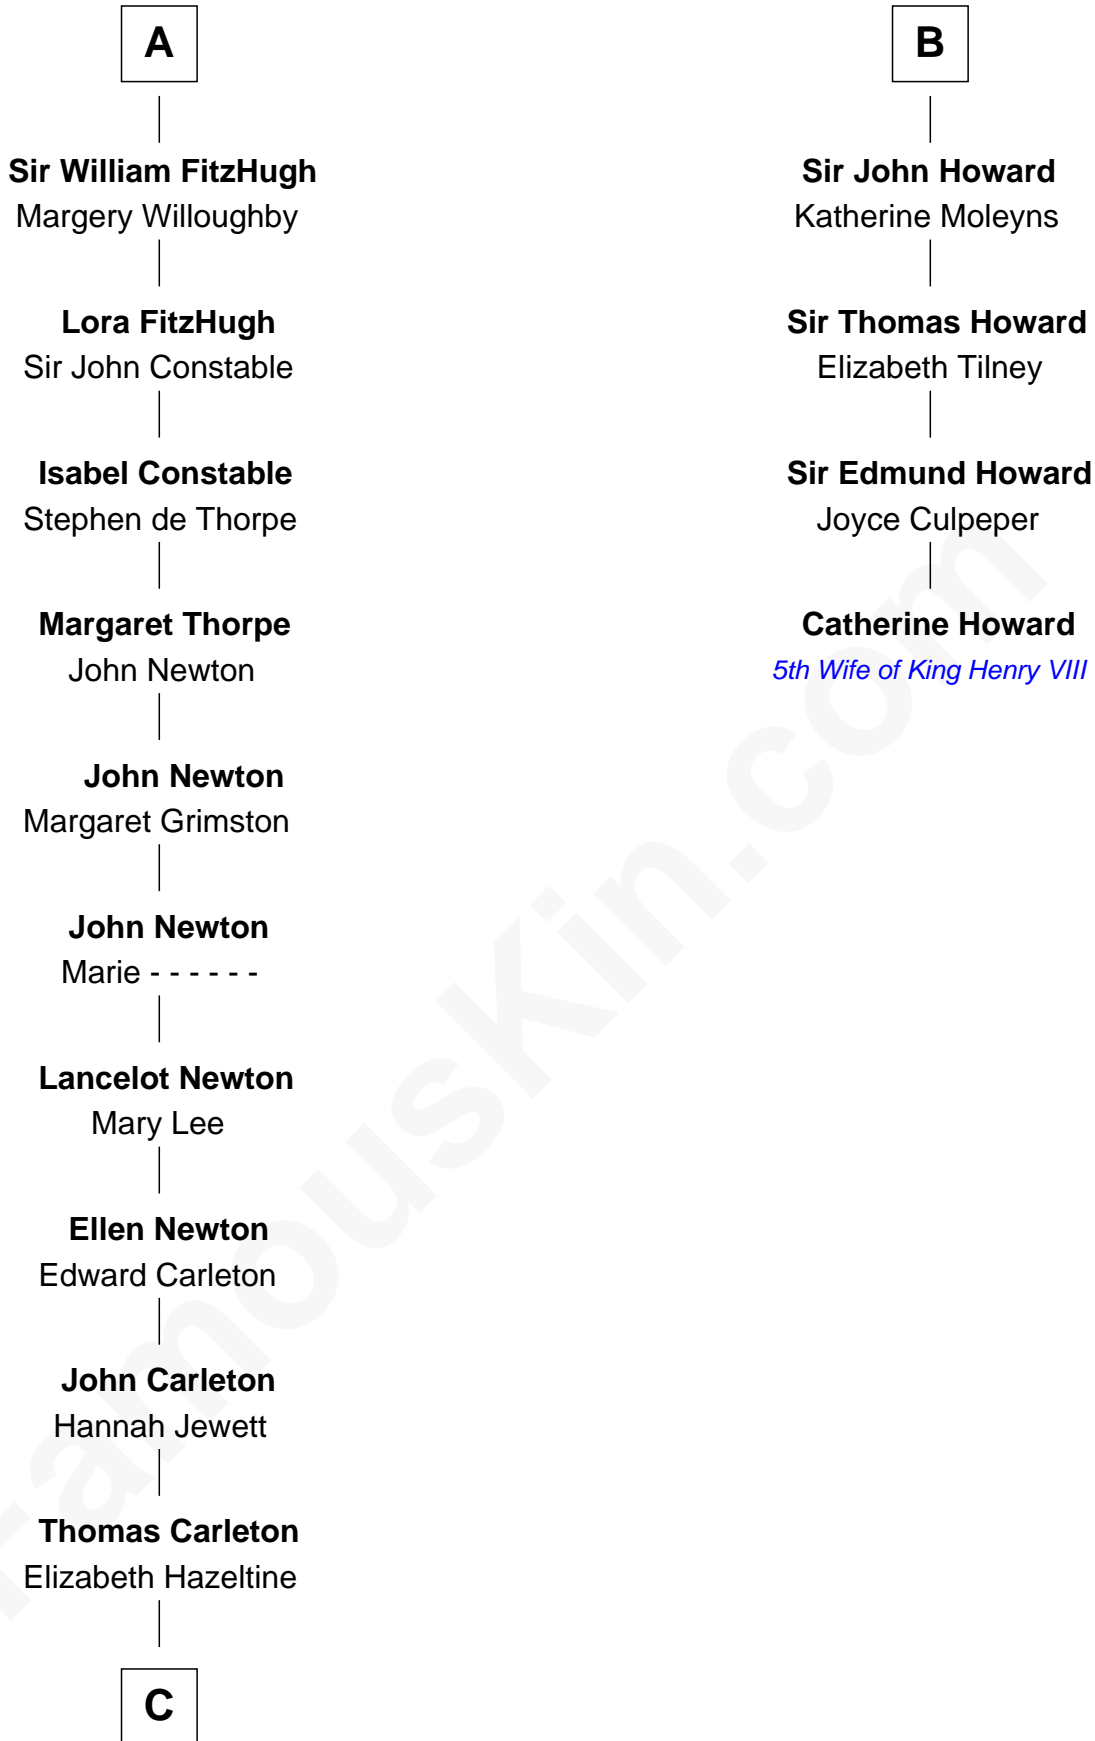 A
Sir William FitzHugh
Margery Willoughby
Lora FitzHugh
Sir John Constable
Isabel Constable
Stephen de Thorpe
Margaret Thorpe
John Newton
John Newton
Margaret Grimston
John Newton
Marie - - - - - -
Lancelot Newton
Mary Lee
Ellen Newton
Edward Carleton
John Carleton
Hannah Jewett
Thomas Carleton
Elizabeth Hazeltine
C
B
Sir John Howard
Katherine Moleyns
Sir Thomas Howard
Elizabeth Tilney
Sir Edmund Howard
Joyce Culpeper
Catherine Howard
5th Wife of King Henry VIII
FamousKin.com